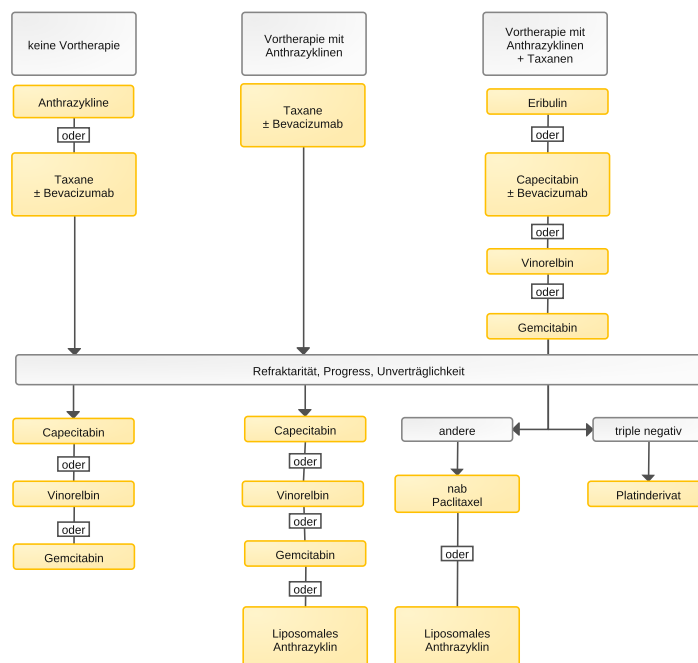 keine Vortherapie
Anthrazykline
oder
Taxane
± Bevacizumab
Vortherapie mit
Anthrazyklinen
Taxane
± Bevacizumab
Vortherapie mit
Anthrazyklinen
+ Taxanen
Eribulin
oder
Capecitabin
± Bevacizumab
oder
Vinorelbin
oder
Gemcitabin
Refraktarität, Progress, Unverträglichkeit
Capecitabin
oder
Vinorelbin
oder
Gemcitabin
Capecitabin
oder
Vinorelbin
oder
Gemcitabin
oder
Liposomales
Anthrazyklin
andere
nab
Paclitaxel
oder
Liposomales
Anthrazyklin
triple negativ
Platinderivat